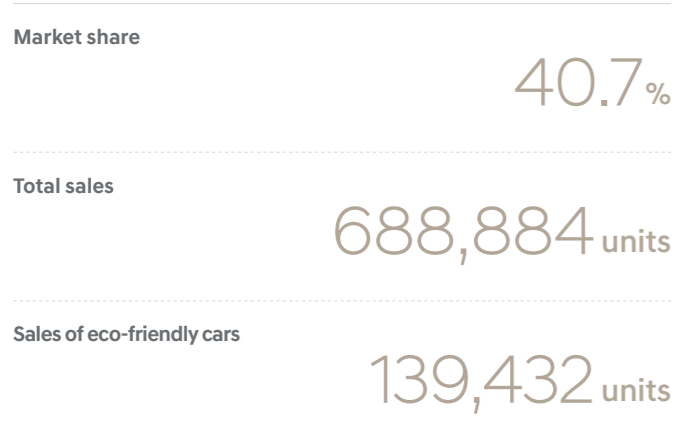 Market share
40.7%
Total sales
688,884 units
Sales of eco-friendly cars
139,432 units